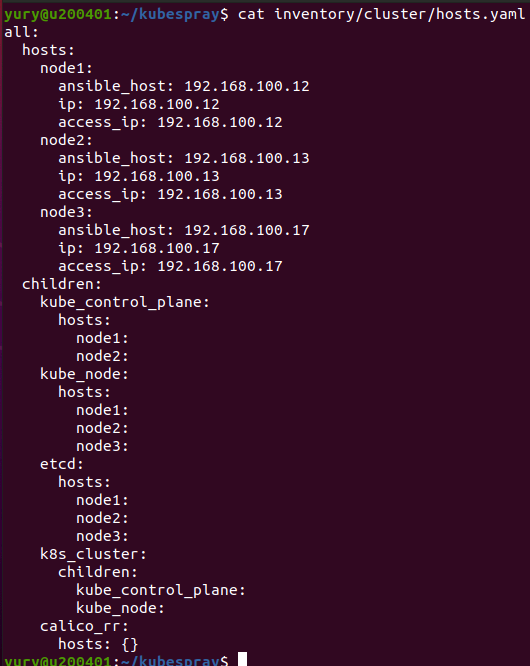 yury@u200401:~/kubespray$ cat inventory/cluster/hosts.yaml
all:
  hosts:
    node1:
      ansible_host: 192.168.100.12
      ip: 192.168.100.12
      access_ip: 192.168.100.12
    node2:
      ansible_host: 192.168.100.13
      ip: 192.168.100.13
      access_ip: 192.168.100.13
    node3:
      ansible_host: 192.168.100.17
      ip: 192.168.100.17
      access_ip: 192.168.100.17
  children:
    kube_control_plane:
      hosts:
        node1:
        node2:
    kube_node:
      hosts:
        node1:
        node2:
        node3:
    etcd:
      hosts:
        node1:
        node2:
        node3:
    k8s_cluster:
      children:
        kube_control_plane:
        kube_node:
    calico_rr:
      hosts: {}
yury@u200401:~/kubespray$